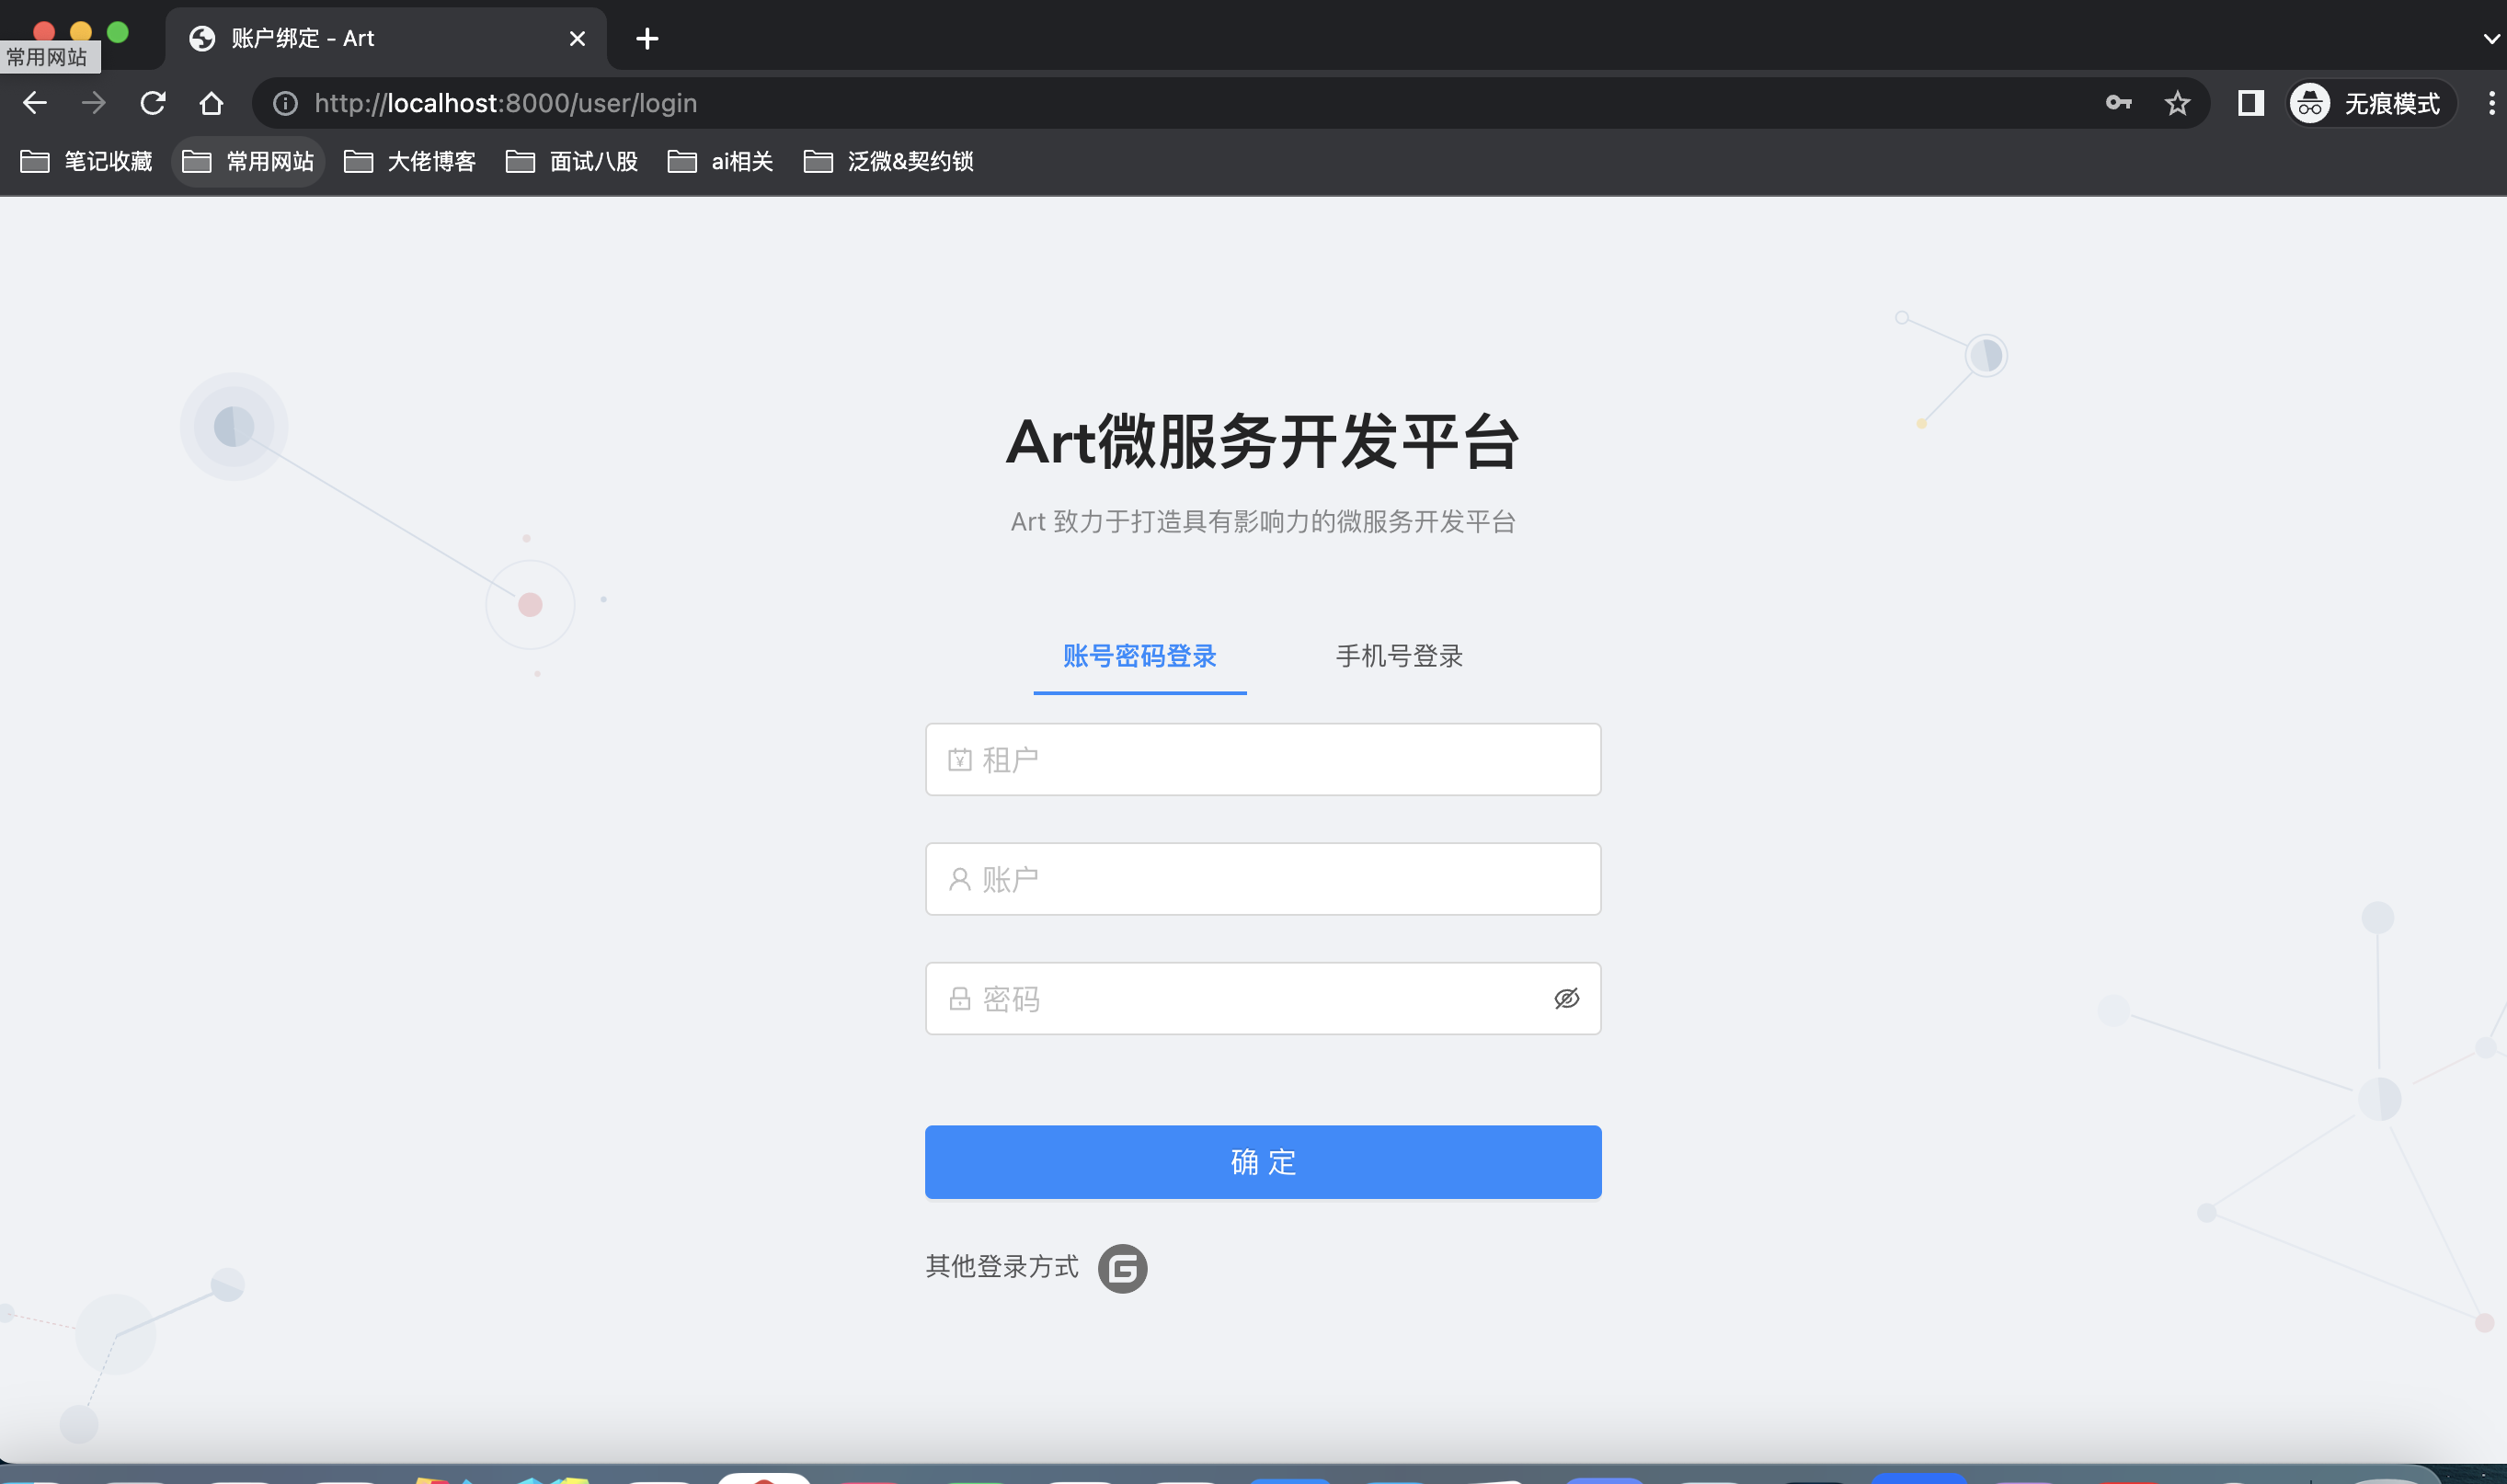 账户绑定 - Art
常用网站
http://localhost:8000/user/login
无痕模式
笔记收藏 常用网站 大佬博客 面试八股 ai相关 泛微&契约锁
Art微服务开发平台
Art 致力于打造具有影响力的微服务开发平台
账号密码登录 手机号登录
租户
账户
密码
确 定
其他登录方式